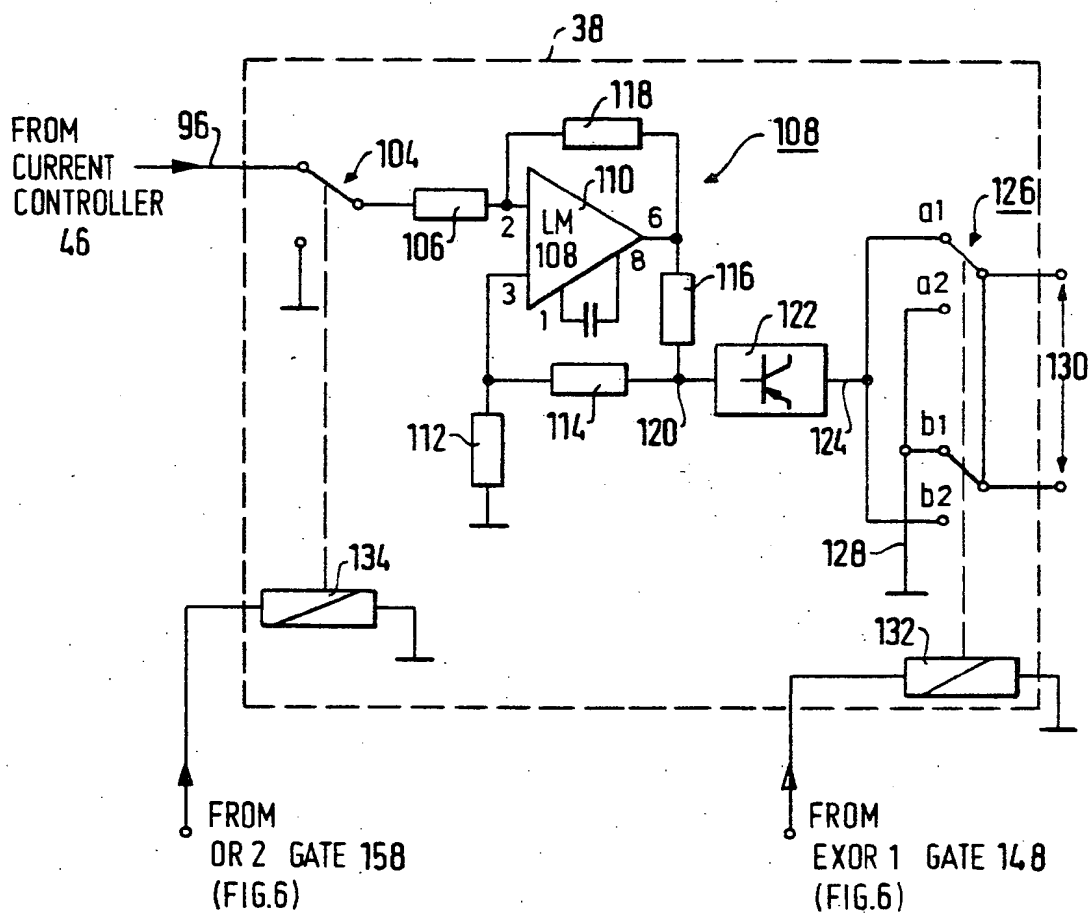 38
FROM
CURRENT
CONTROLLER
46
96
104
118
108
106
2
LM
108
110
6
8
3
1
116
126
a1
a2
122
130
112
114
120
124
b1
b2
128
134
132
FROM
OR 2 GATE 158
(FIG.6)
FROM
EXOR 1 GATE 148
(FIG.6)